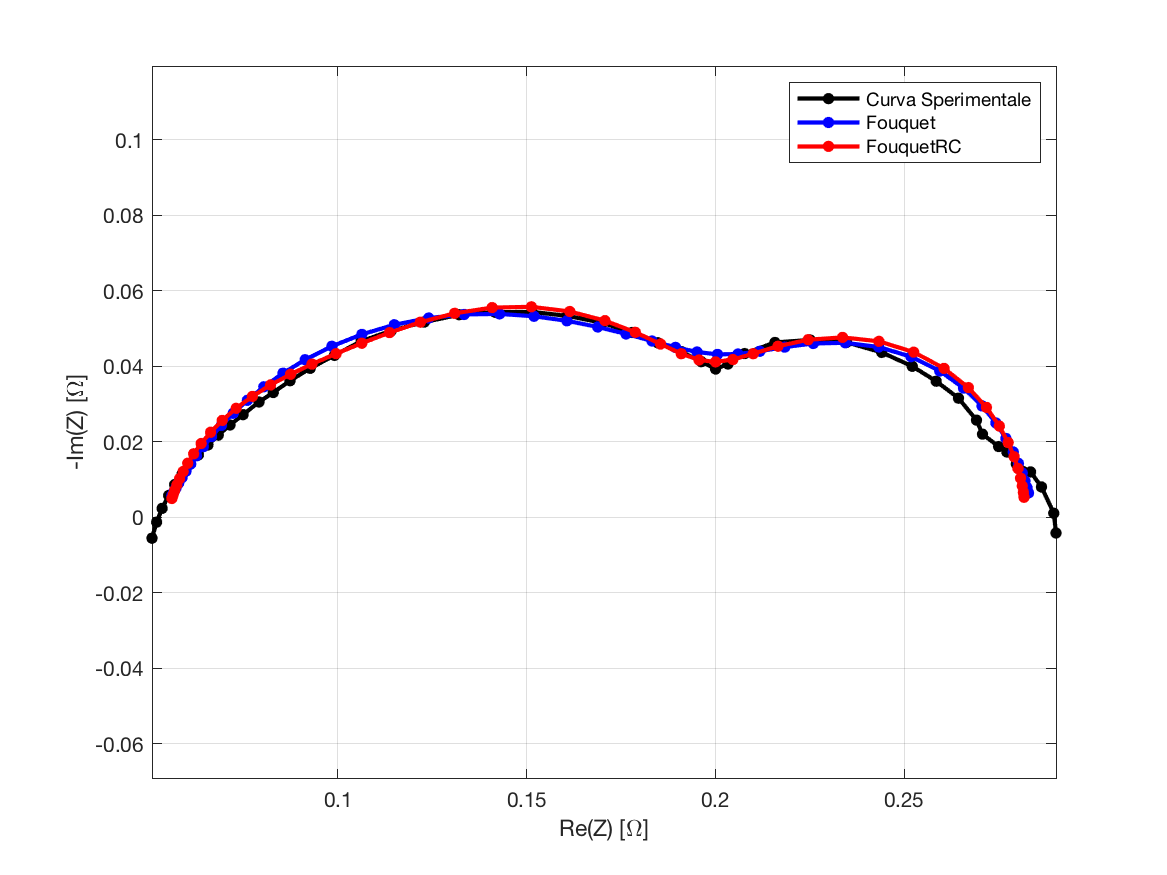 Curva Sperimentale
Fouquet
FouquetRC
0.1
0.08
0.06
0.04
0.02
0
-0.02
-0.04
-0.06
-Im(Z) [Ω]
0.1
0.15
0.2
0.25
Re(Z) [Ω]